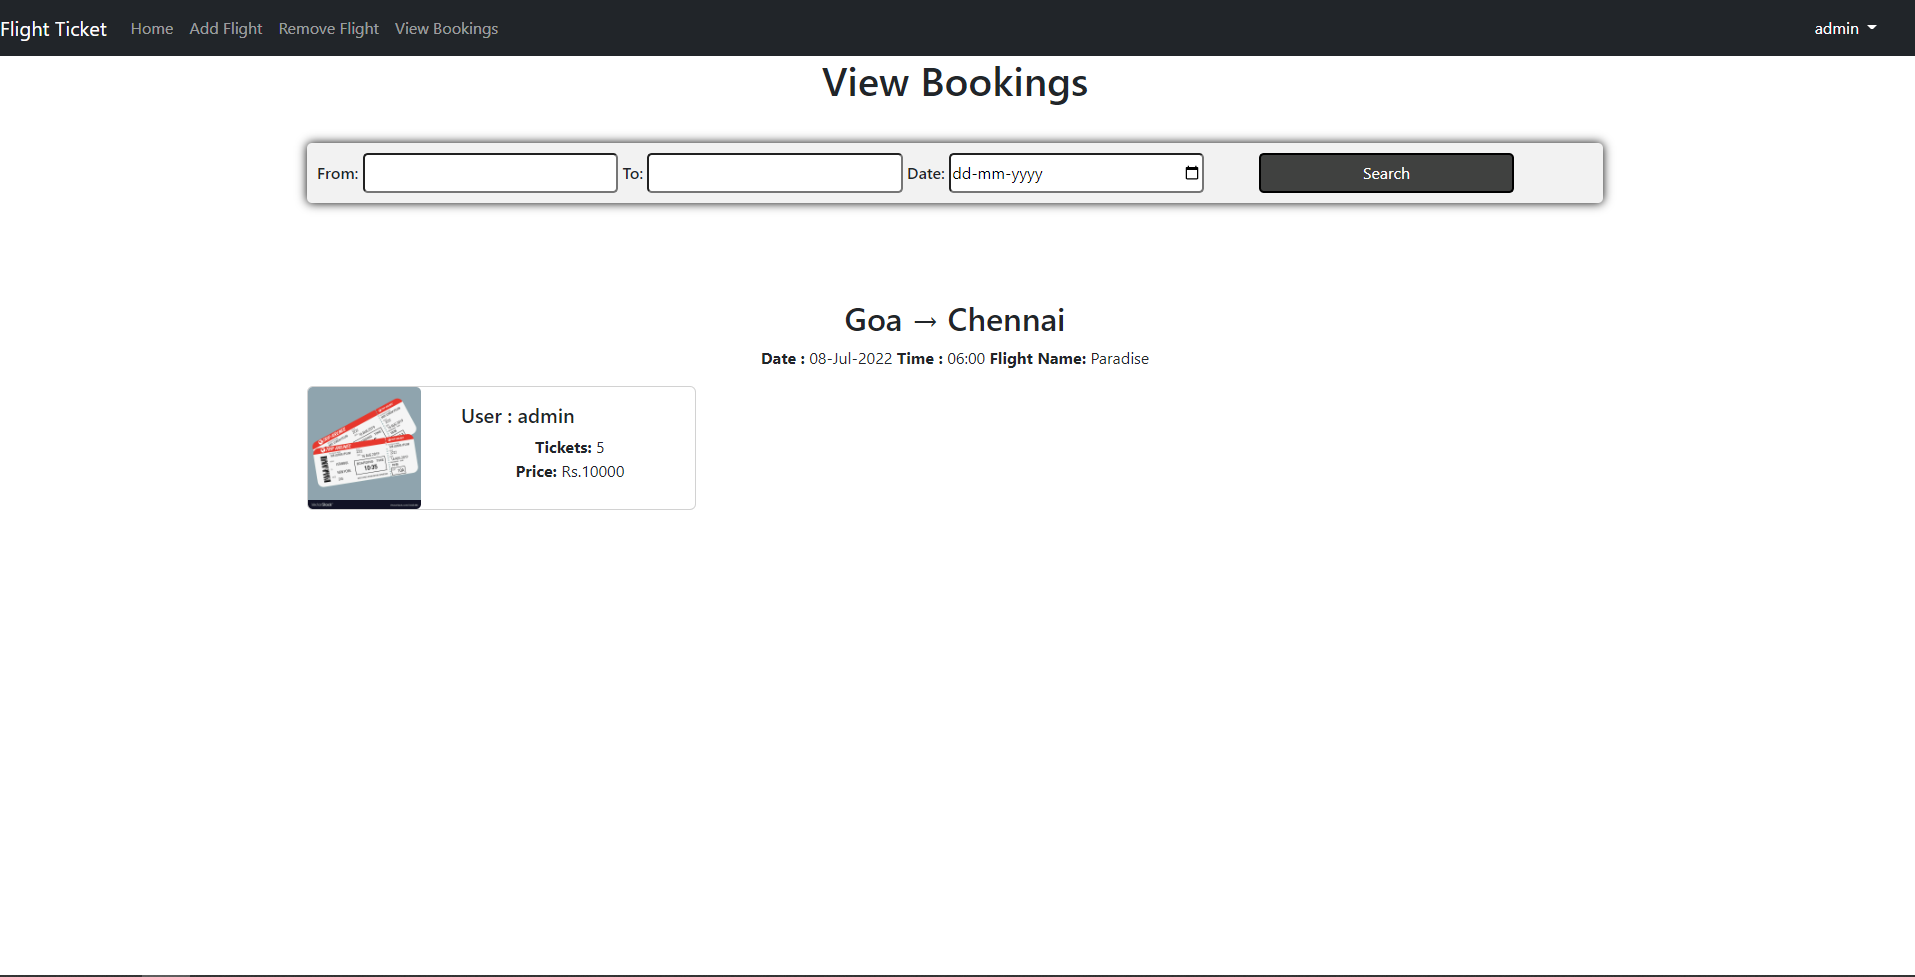 Flight Ticket Home Add Flight Remove Flight View Bookings admin
View Bookings
From: To: Date: dd-mm-yyyy Search
Goa → Chennai
Date : 08-Jul-2022 Time : 06:00 Flight Name: Paradise
User : admin
Tickets: 5
Price: Rs.10000
10:35